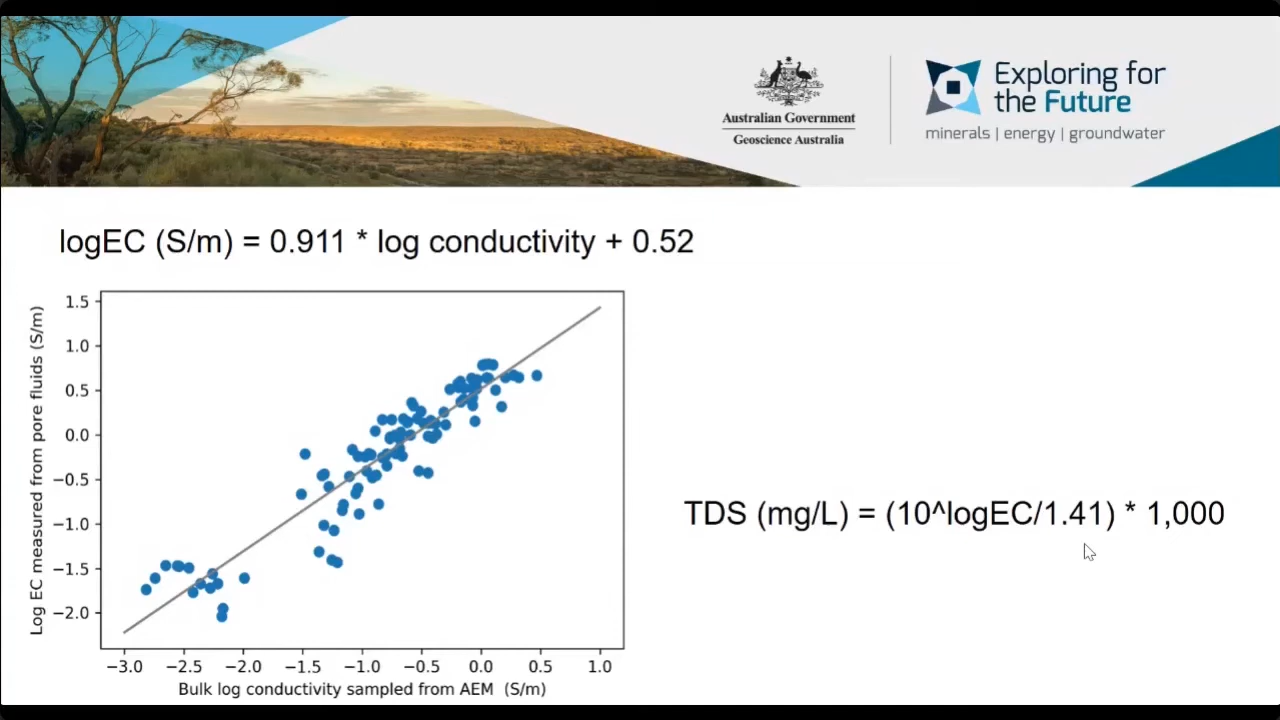 Australian Government
Geoscience Australia
Exploring for
the Future
minerals | energy | groundwater
logEC (S/m) = 0.911 * log conductivity + 0.52
Log EC measured from pore fluids (S/m)
1.5
1.0
0.5
0.0
−0.5
−1.0
−1.5
−2.0
−3.0 −2.5 −2.0 −1.5 −1.0 −0.5 0.0 0.5 1.0
Bulk log conductivity sampled from AEM (S/m)
TDS (mg/L) = (10^logEC/1.41) * 1,000